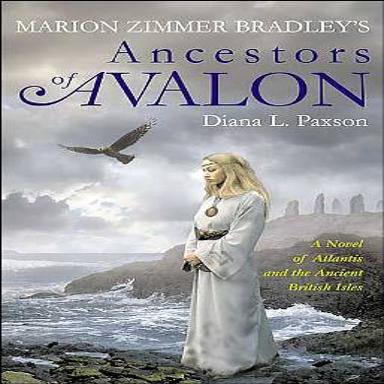 MARION ZIMMER BRADLEY'S
Ancestors
of AVALON
Diana L. Paxson
A Novel
of Atlantis
and the Ancient
British Isles